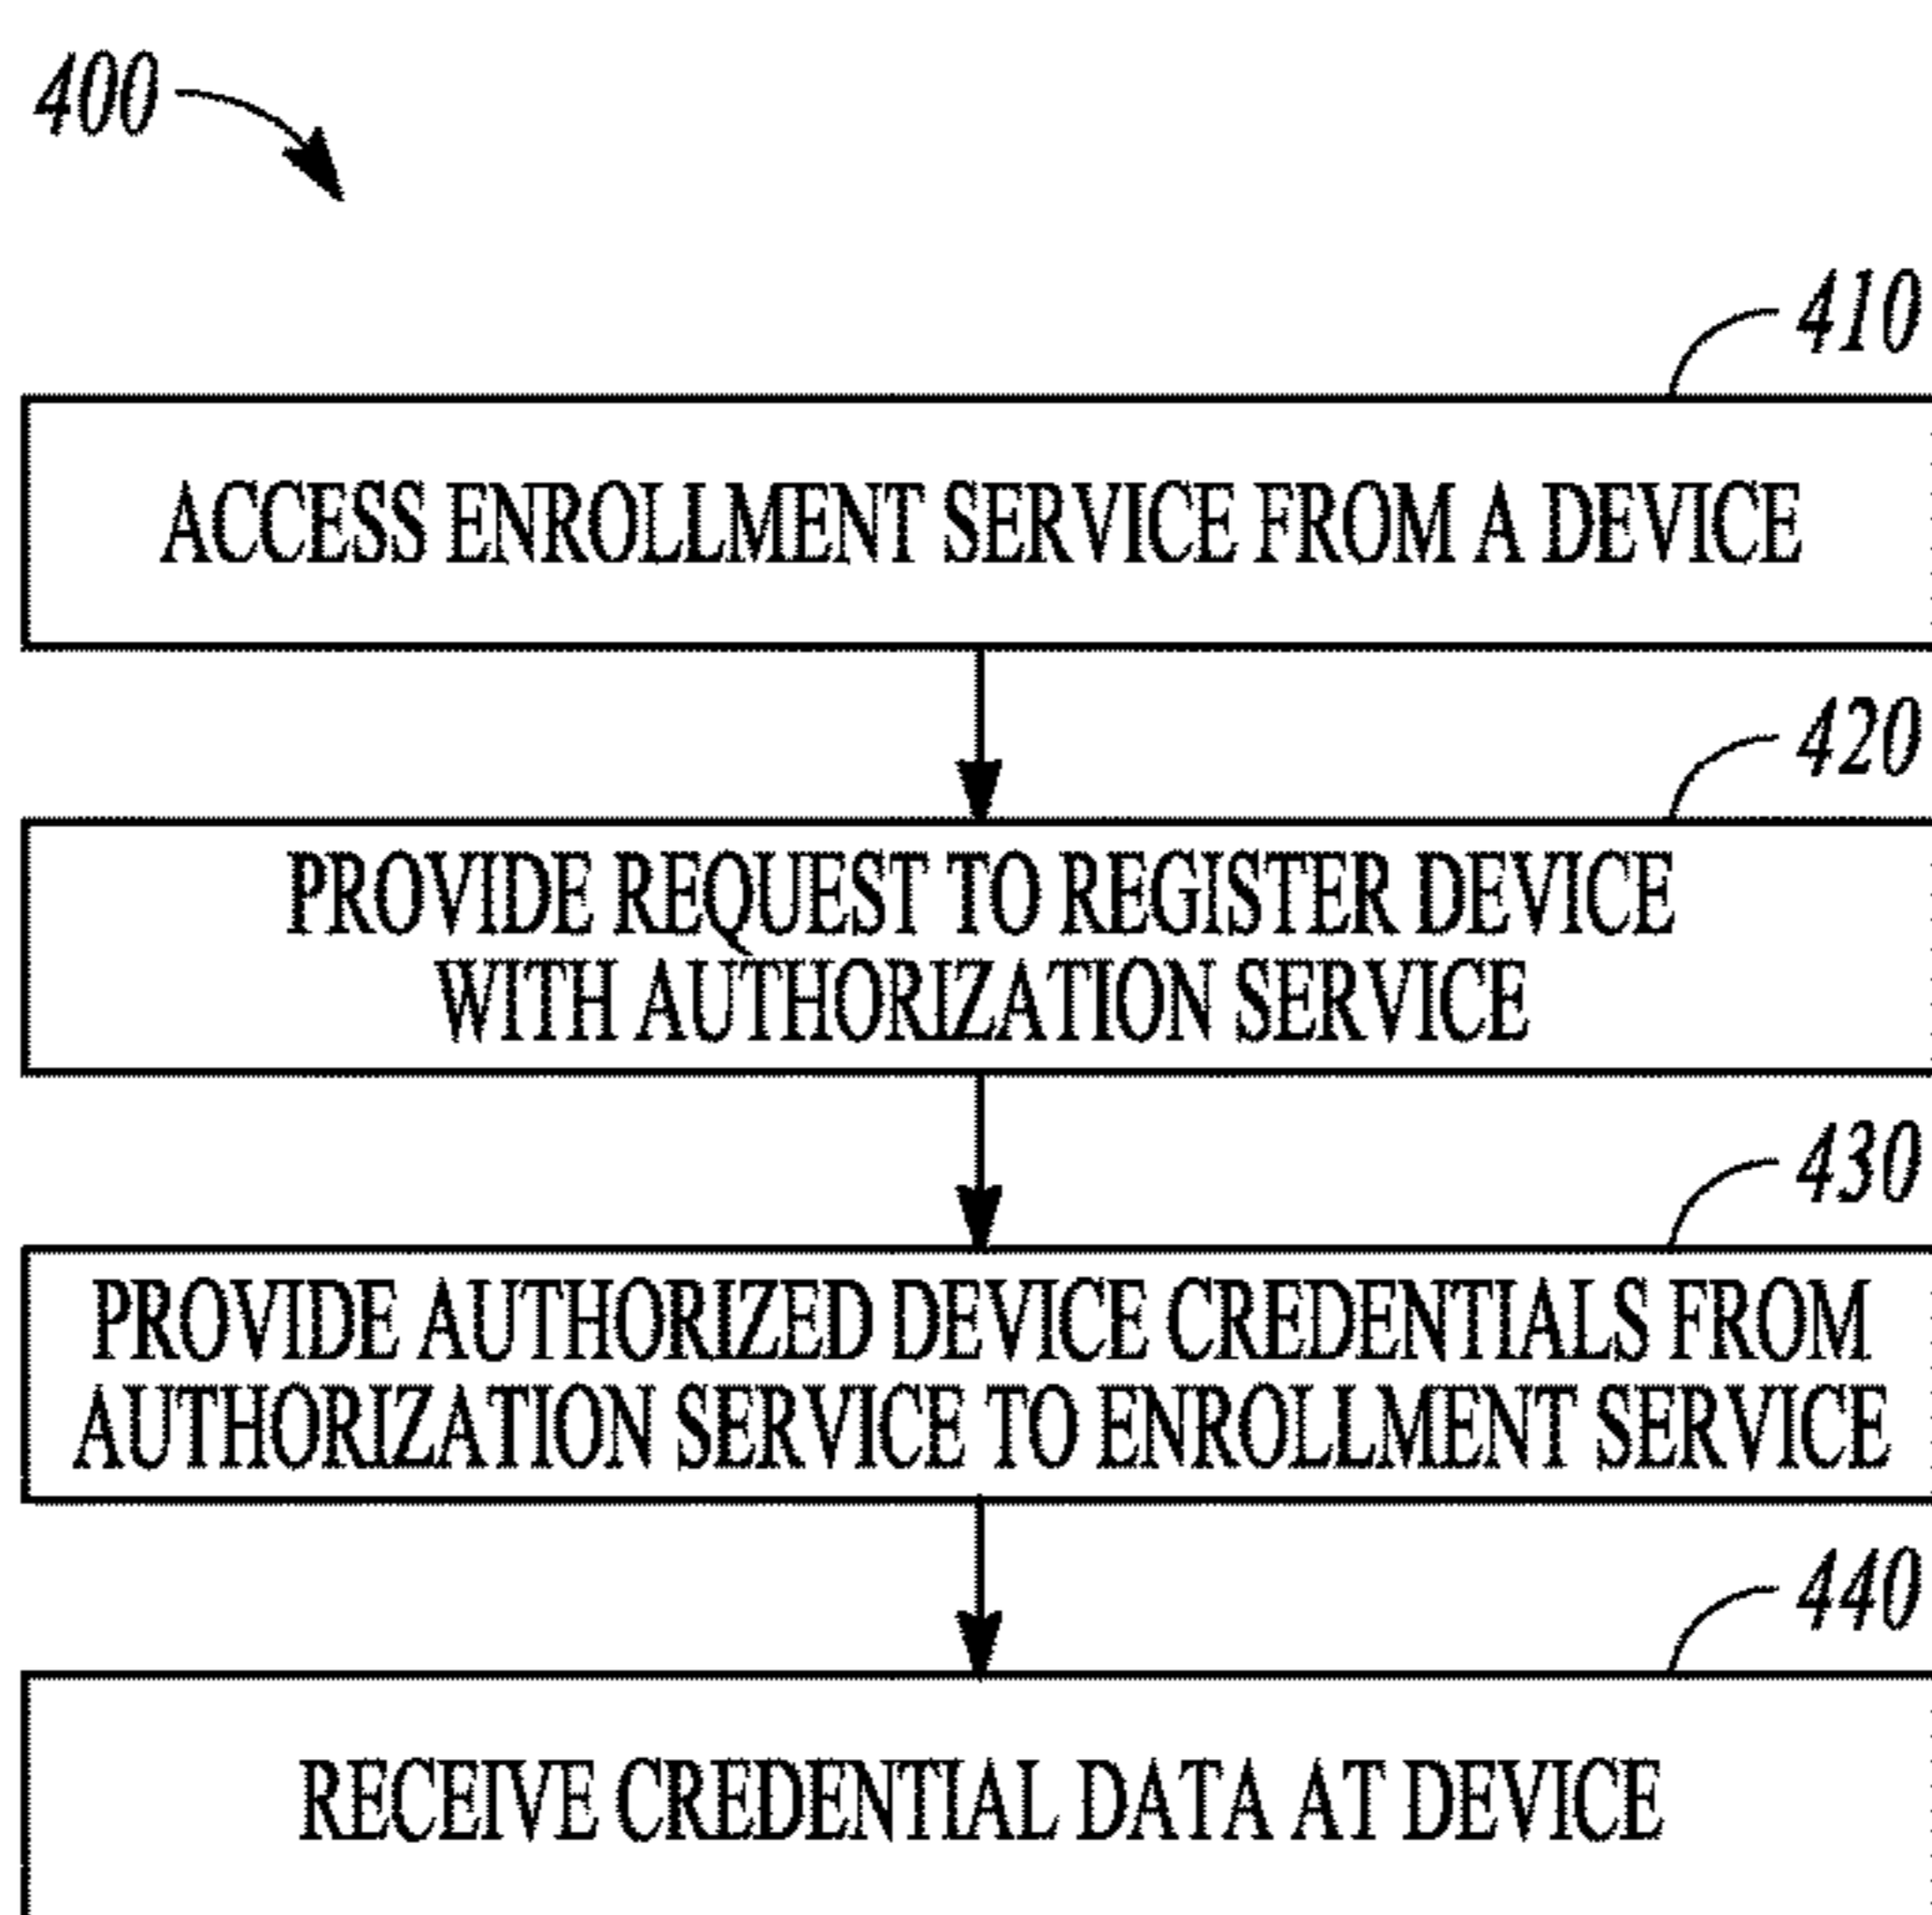 400
410
ACCESS ENROLLMENT SERVICE FROM A DEVICE
420
PROVIDE REQUEST TO REGISTER DEVICE
WITH AUTHORIZATION SERVICE
430
PROVIDE AUTHORIZED DEVICE CREDENTIALS FROM
AUTHORIZATION SERVICE TO ENROLLMENT SERVICE
440
RECEIVE CREDENTIAL DATA AT DEVICE